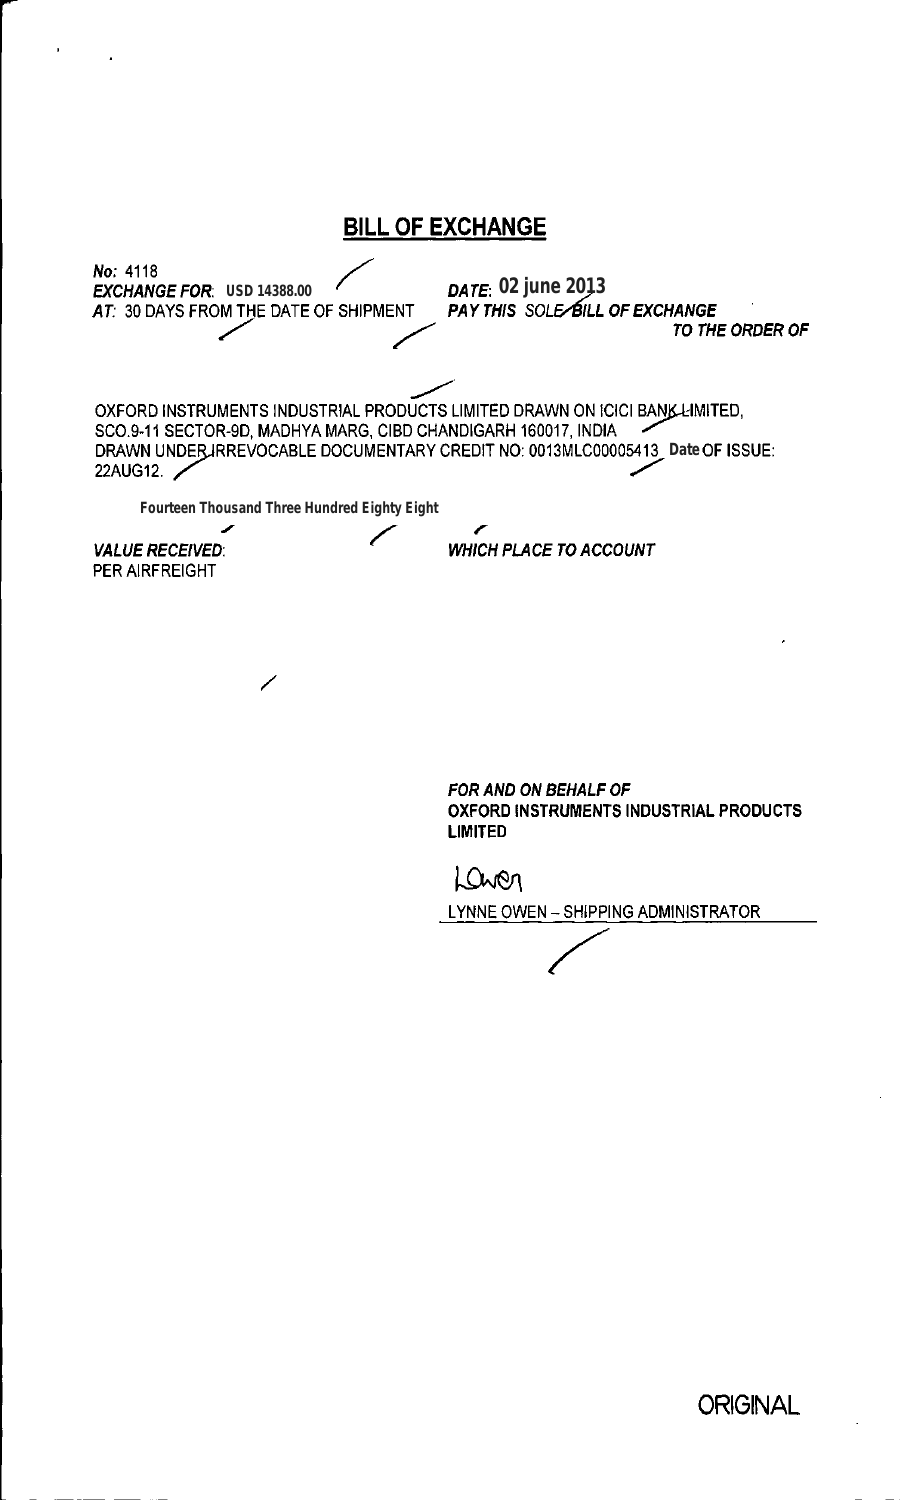 BILL OF EXCHANGE
No: 4118
EXCHANGE FOR: USD 14388.00
DATE: 02 june 2013
AT: 30 DAYS FROM THE DATE OF SHIPMENT
PAY THIS SOLE BILL OF EXCHANGE
TO THE ORDER OF
OXFORD INSTRUMENTS INDUSTRIAL PRODUCTS LIMITED DRAWN ON ICICI BANK LIMITED,
SCO.9-11 SECTOR-9D, MADHYA MARG, CIBD CHANDIGARH 160017, INDIA
DRAWN UNDER IRREVOCABLE DOCUMENTARY CREDIT NO: 0013MLC00005413 Date OF ISSUE:
22AUG12.
Fourteen Thousand Three Hundred Eighty Eight
VALUE RECEIVED:
WHICH PLACE TO ACCOUNT
PER AIRFREIGHT
FOR AND ON BEHALF OF
OXFORD INSTRUMENTS INDUSTRIAL PRODUCTS
LIMITED
LOwen
LYNNE OWEN – SHIPPING ADMINISTRATOR
ORIGINAL